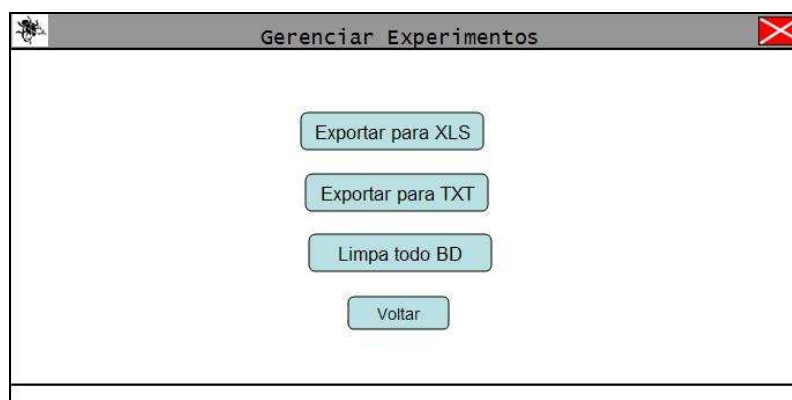 Gerenciar Experimentos
Exportar para XLS
Exportar para TXT
Limpa todo BD
Voltar